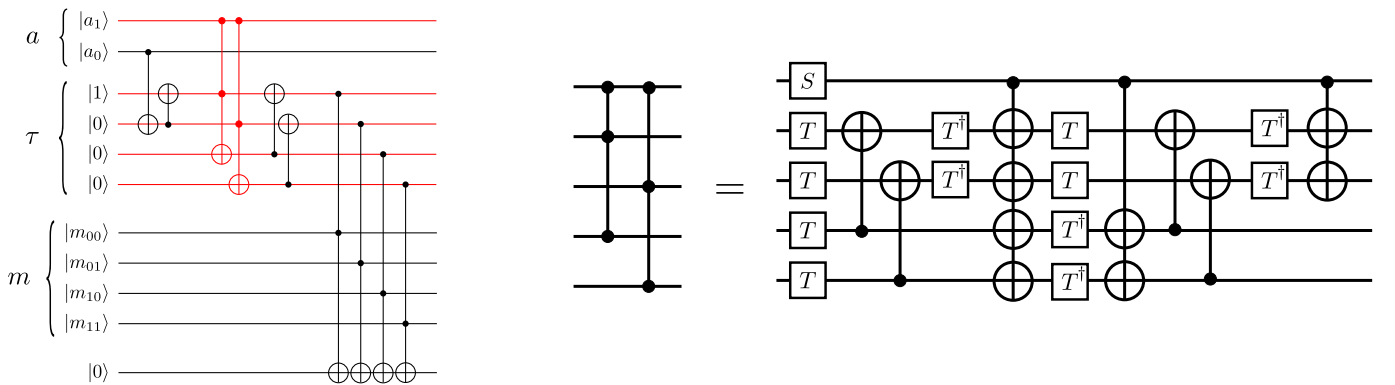 a
|a₁⟩
|a₀⟩
τ
|1⟩
|0⟩
|0⟩
|0⟩
m
|m₀₀⟩
|m₀₁⟩
|m₁₀⟩
|m₁₁⟩
|0⟩
=
S
T T† T T†
T T† T T†
T T†
T T†